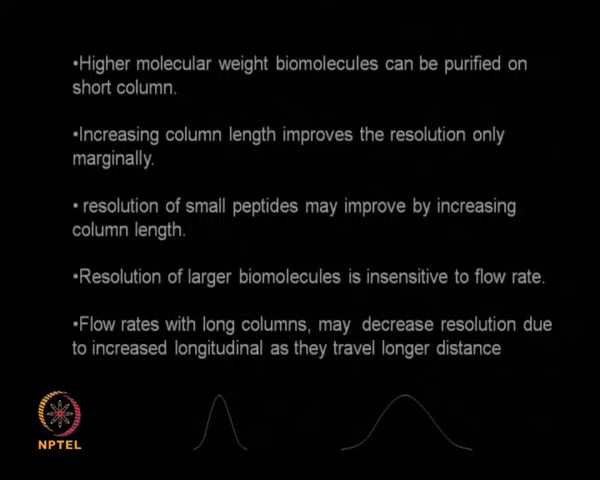 •Higher molecular weight biomolecules can be purified on
short column.
•Increasing column length improves the resolution only
marginally.
• resolution of small peptides may improve by increasing
column length.
•Resolution of larger biomolecules is insensitive to flow rate.
•Flow rates with long columns, may decrease resolution due
to increased longitudinal as they travel longer distance
NPTEL